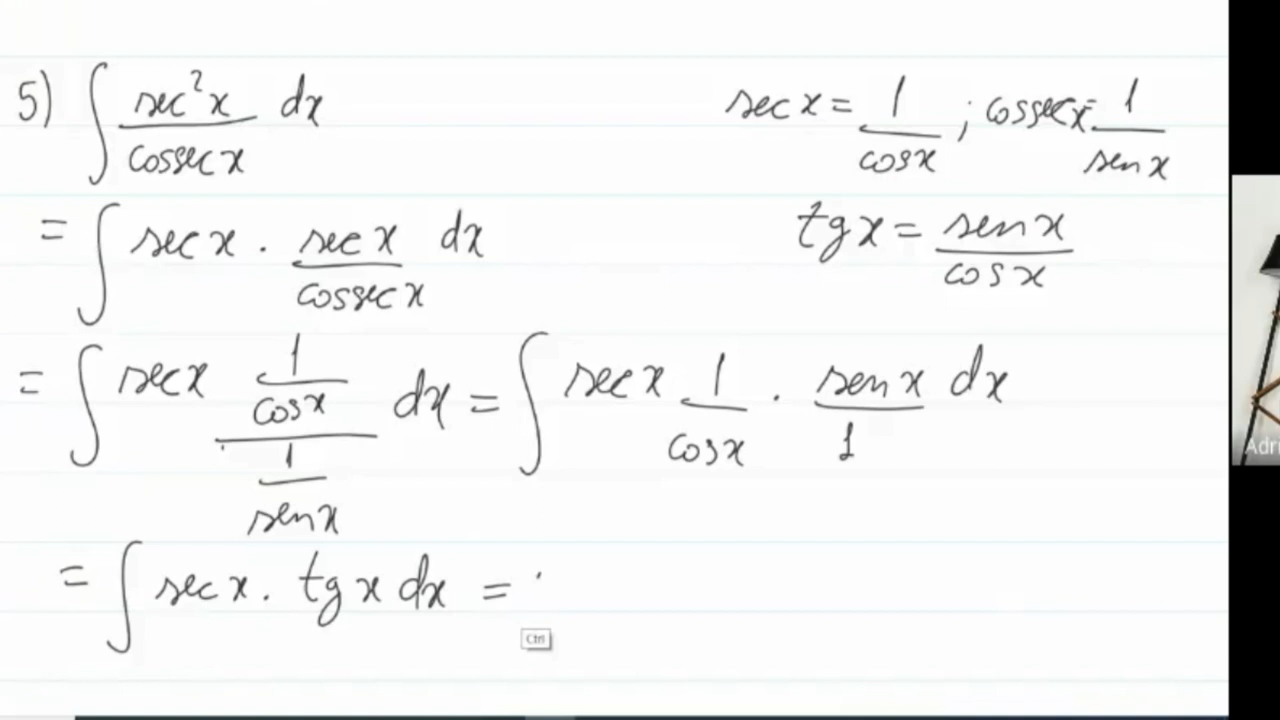 5) ∫ sec²x / cossec x dx
sec x = 1 / cos x ; cossec x = 1 / sen x
= ∫ sec x . sec x / cossec x dx
tg x = sen x / cos x
= ∫ sec x (1 / cos x) / (1 / sen x) dx = ∫ sec x 1 / cos x . sen x / 1 dx
= ∫ sec x . tg x dx =
Ctrl
Adri